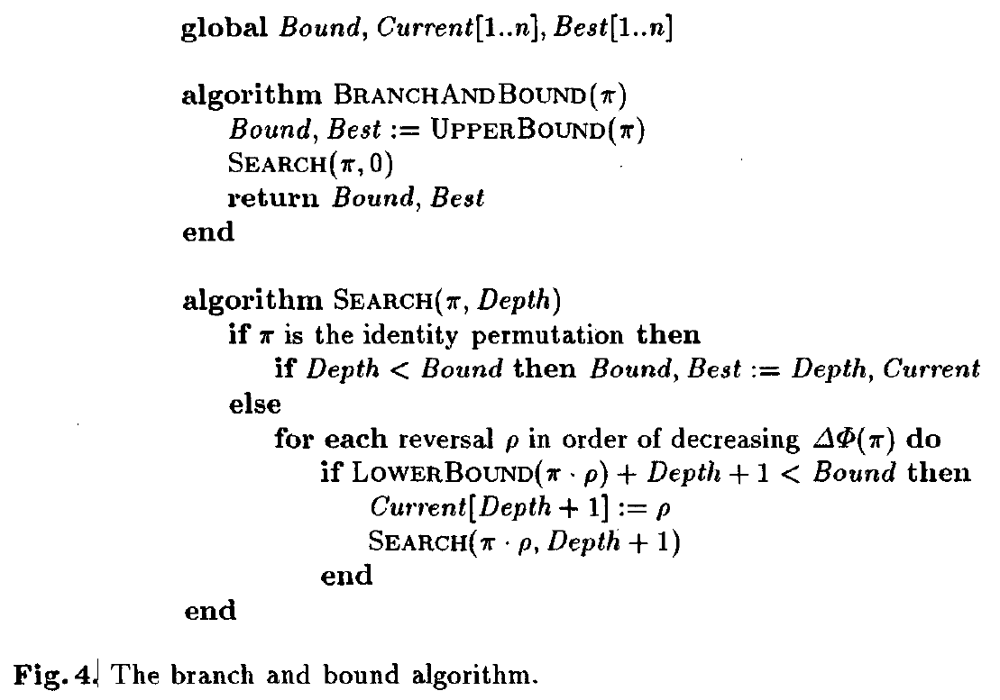 global Bound, Current[1..n], Best[1..n]
algorithm BRANCHANDBOUND(π)
Bound, Best := UPPERBOUND(π)
SEARCH(π, 0)
return Bound, Best
end
algorithm SEARCH(π, Depth)
if π is the identity permutation then
if Depth < Bound then Bound, Best := Depth, Current
else
for each reversal ρ in order of decreasing ΔΦ(π) do
if LOWERBOUND(π · ρ) + Depth + 1 < Bound then
Current[Depth + 1] := ρ
SEARCH(π · ρ, Depth + 1)
end
end
Fig. 4. The branch and bound algorithm.